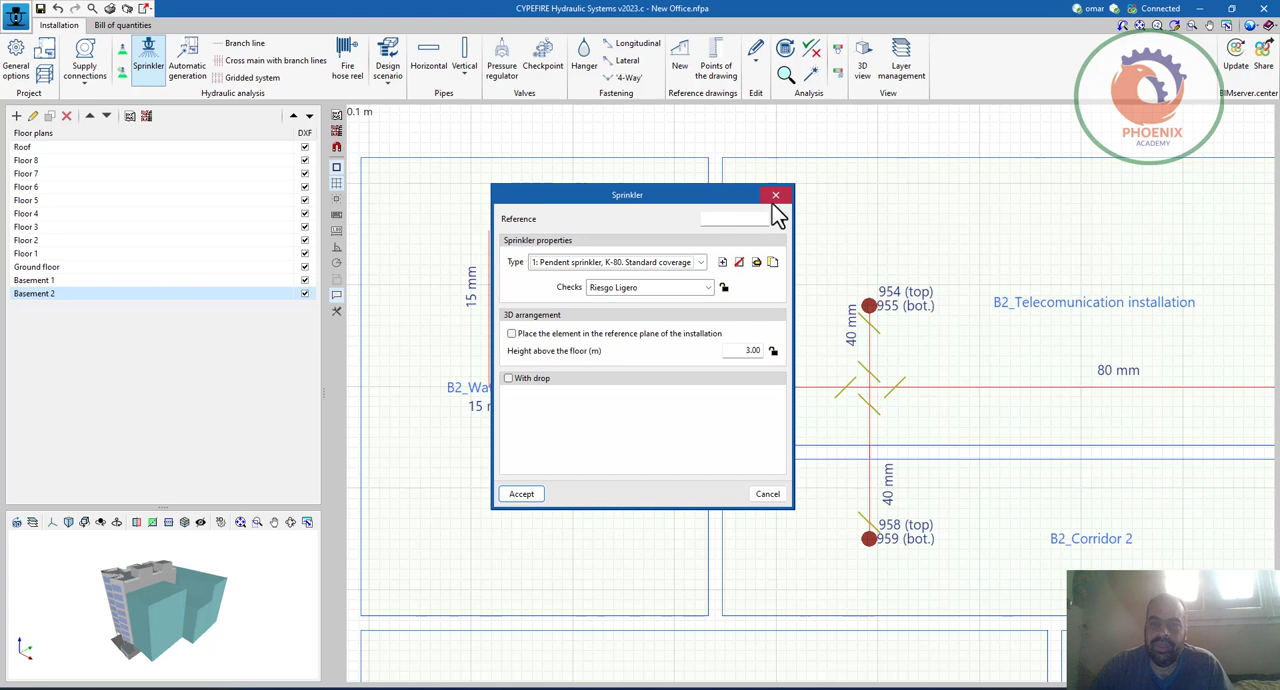 CYPEFIRE Hydraulic Systems v2023.c - New Office.nfpa
omar
Connected
Installation
Bill of quantities
General options
Supply connections
Sprinkler
Automatic generation
Branch line
Cross main with branch lines
Gridded system
Fire hose reel
Design scenario
Horizontal
Vertical
Pressure regulator
Checkpoint
Hanger
Longitudinal
Lateral
'4-Way'
New
Points of the drawing
3D view
Layer management
Update
Share
Project
Hydraulic analysis
Pipes
Valves
Fastening
Reference drawings
Edit
Analysis
View
BIMserver.center
PHOENIX
ACADEMY
0.1 m
Floor plans
DXF
Roof
Floor 8
Floor 7
Floor 6
Floor 5
Floor 4
Floor 3
Floor 2
Floor 1
Ground floor
Basement 1
Basement 2
Sprinkler
Reference
Sprinkler properties
Type
1: Pendent sprinkler, K-80. Standard coverage
Checks
Riesgo Ligero
3D arrangement
Place the element in the reference plane of the installation
Height above the floor (m)
3.00
With drop
Accept
Cancel
15 mm
B2_Wa
15
954 (top)
955 (bot.)
40 mm
B2_Telecomunication installation
80 mm
40 mm
958 (top)
959 (bot.)
B2_Corridor 2